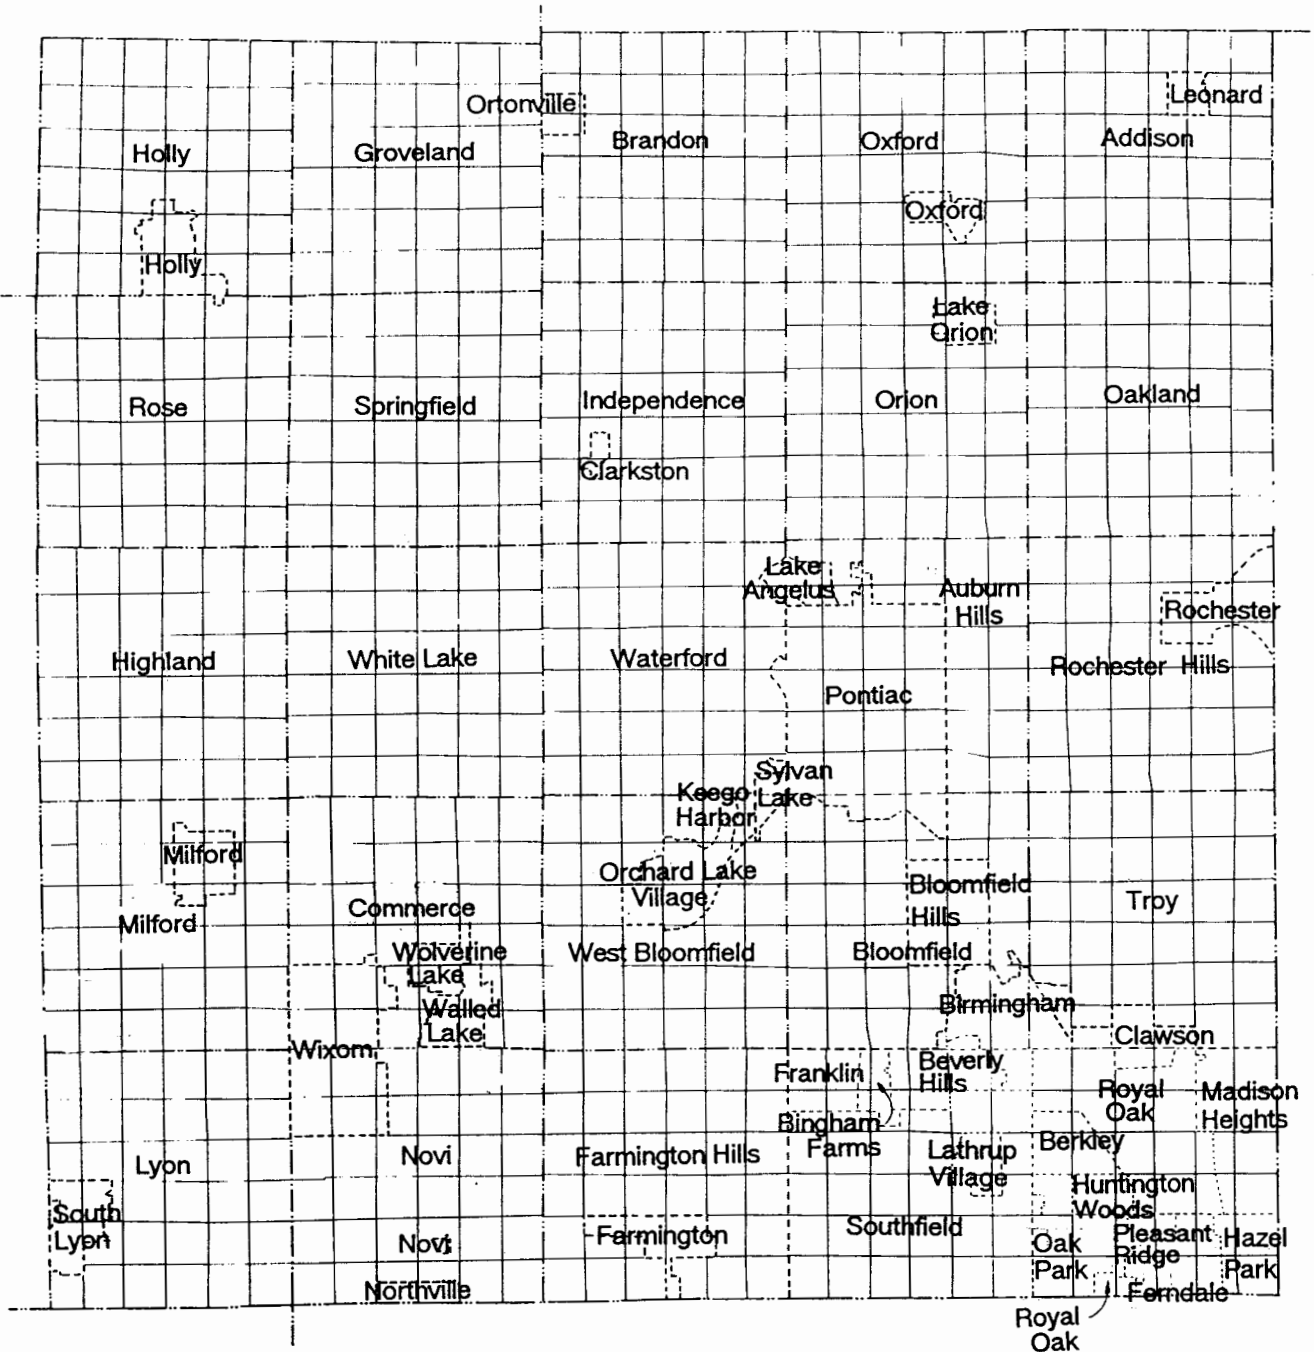 Leonard
Ortonville
Brandon
Oxford
Addison
Holly
Groveland
Oxford
Holly
Lake
Orion
Rose
Springfield
Independence
Orion
Oakland
Clarkston
Lake
Angelus
Auburn
Hills
Rochester
Highland
White Lake
Waterford
Rochester Hills
Pontiac
Sylvan
Lake
Keego
Harbor
Milford
Orchard Lake
Village
Bloomfield
Hills
Troy
Milford
Commerce
West Bloomfield
Bloomfield
Wolverine
Lake
Walled
Lake
Birmingham
Clawson
Wixom
Franklin
Beverly
Hills
Royal
Oak
Madison
Heights
Bingham
Farms
Berkley
Lyon
Novi
Farmington Hills
Lathrup
Village
Huntington
Woods
South
Lyon
Novi
Farmington
Southfield
Oak
Park
Pleasant
Ridge
Hazel
Park
Northville
Ferndale
Royal
Oak